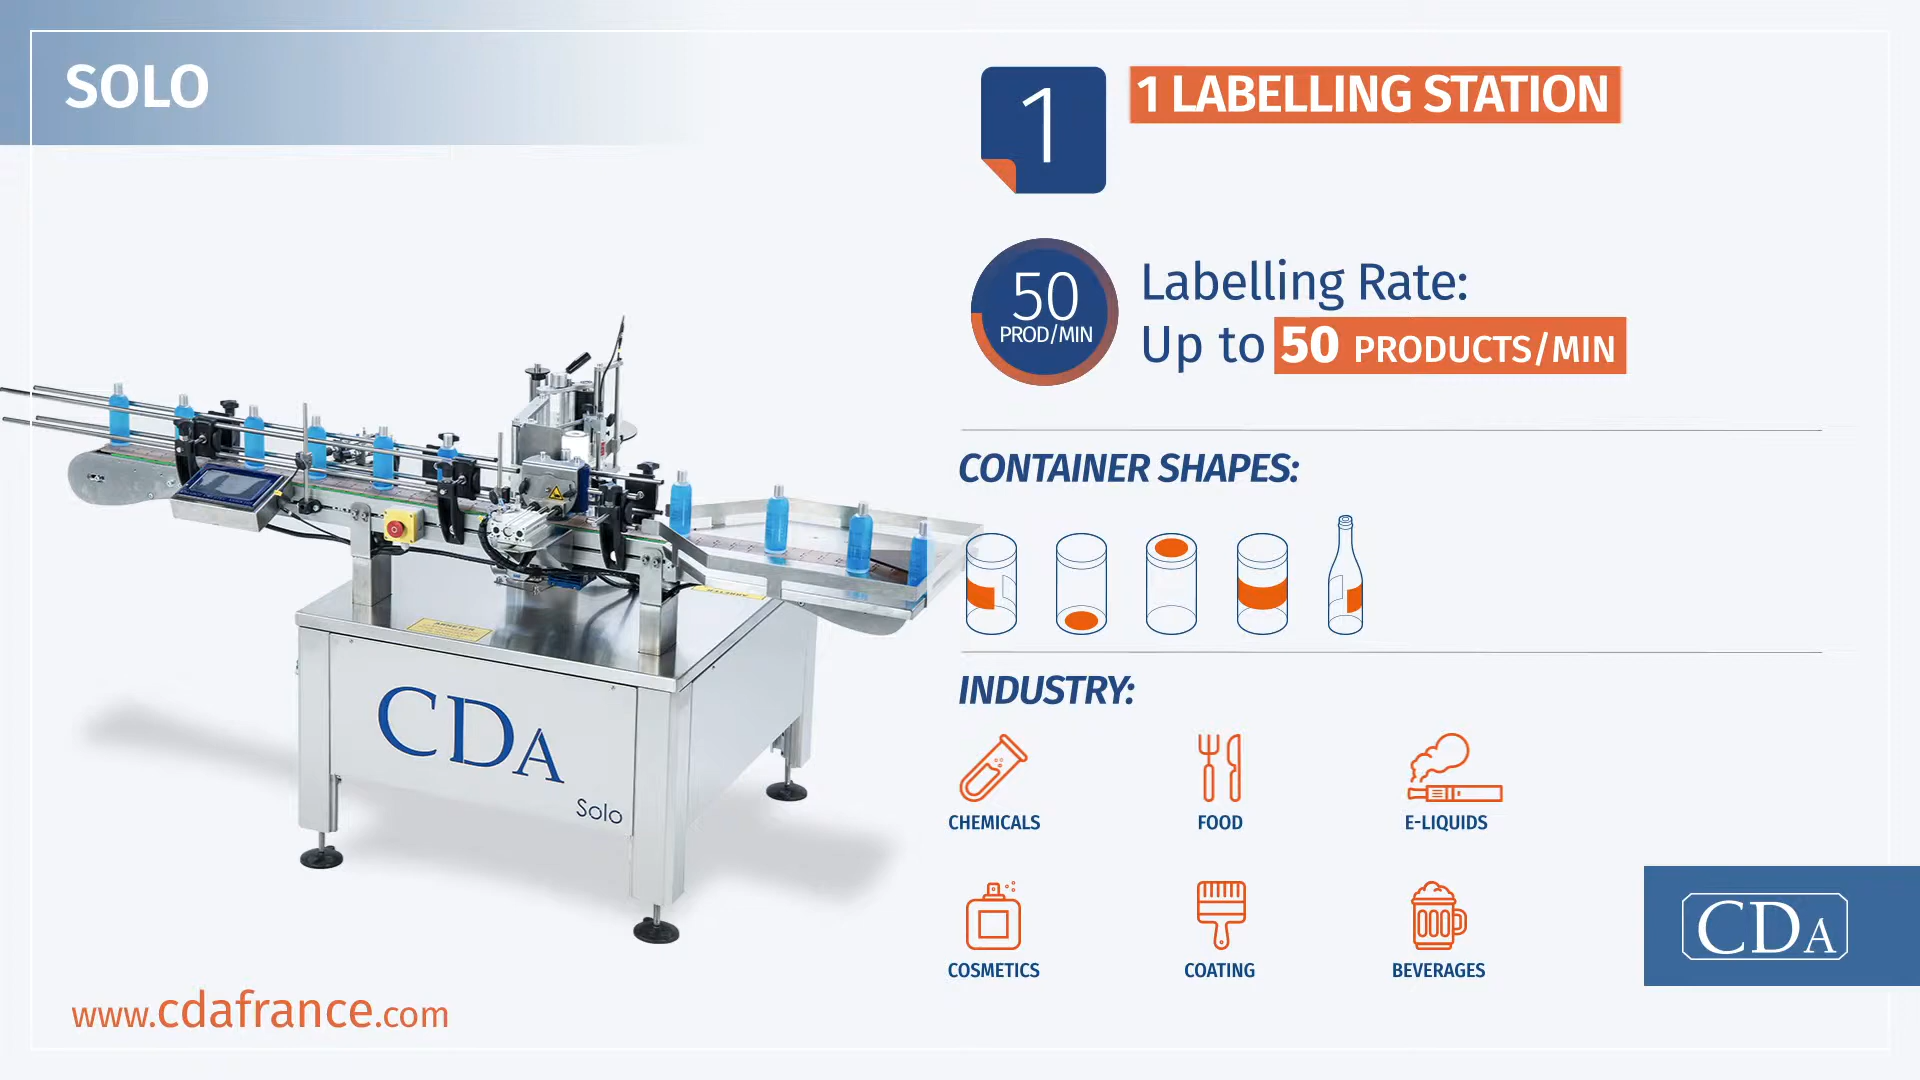 SOLO
1
1 LABELLING STATION
50
PROD/MIN
Labelling Rate:
Up to 50 PRODUCTS/MIN
CONTAINER SHAPES:
INDUSTRY:
CHEMICALS
FOOD
E-LIQUIDS
COSMETICS
COATING
BEVERAGES
CDA
Solo
CDA
www.cdafrance.com